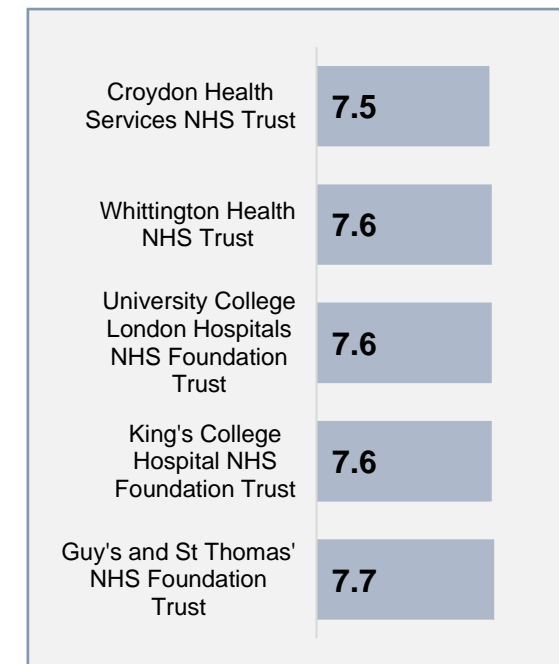 Croydon Health
Services NHS Trust
7.5
Whittington Health
NHS Trust
7.6
University College
London Hospitals
NHS Foundation
Trust
7.6
King's College
Hospital NHS
Foundation Trust
7.6
Guy's and St Thomas'
NHS Foundation
Trust
7.7